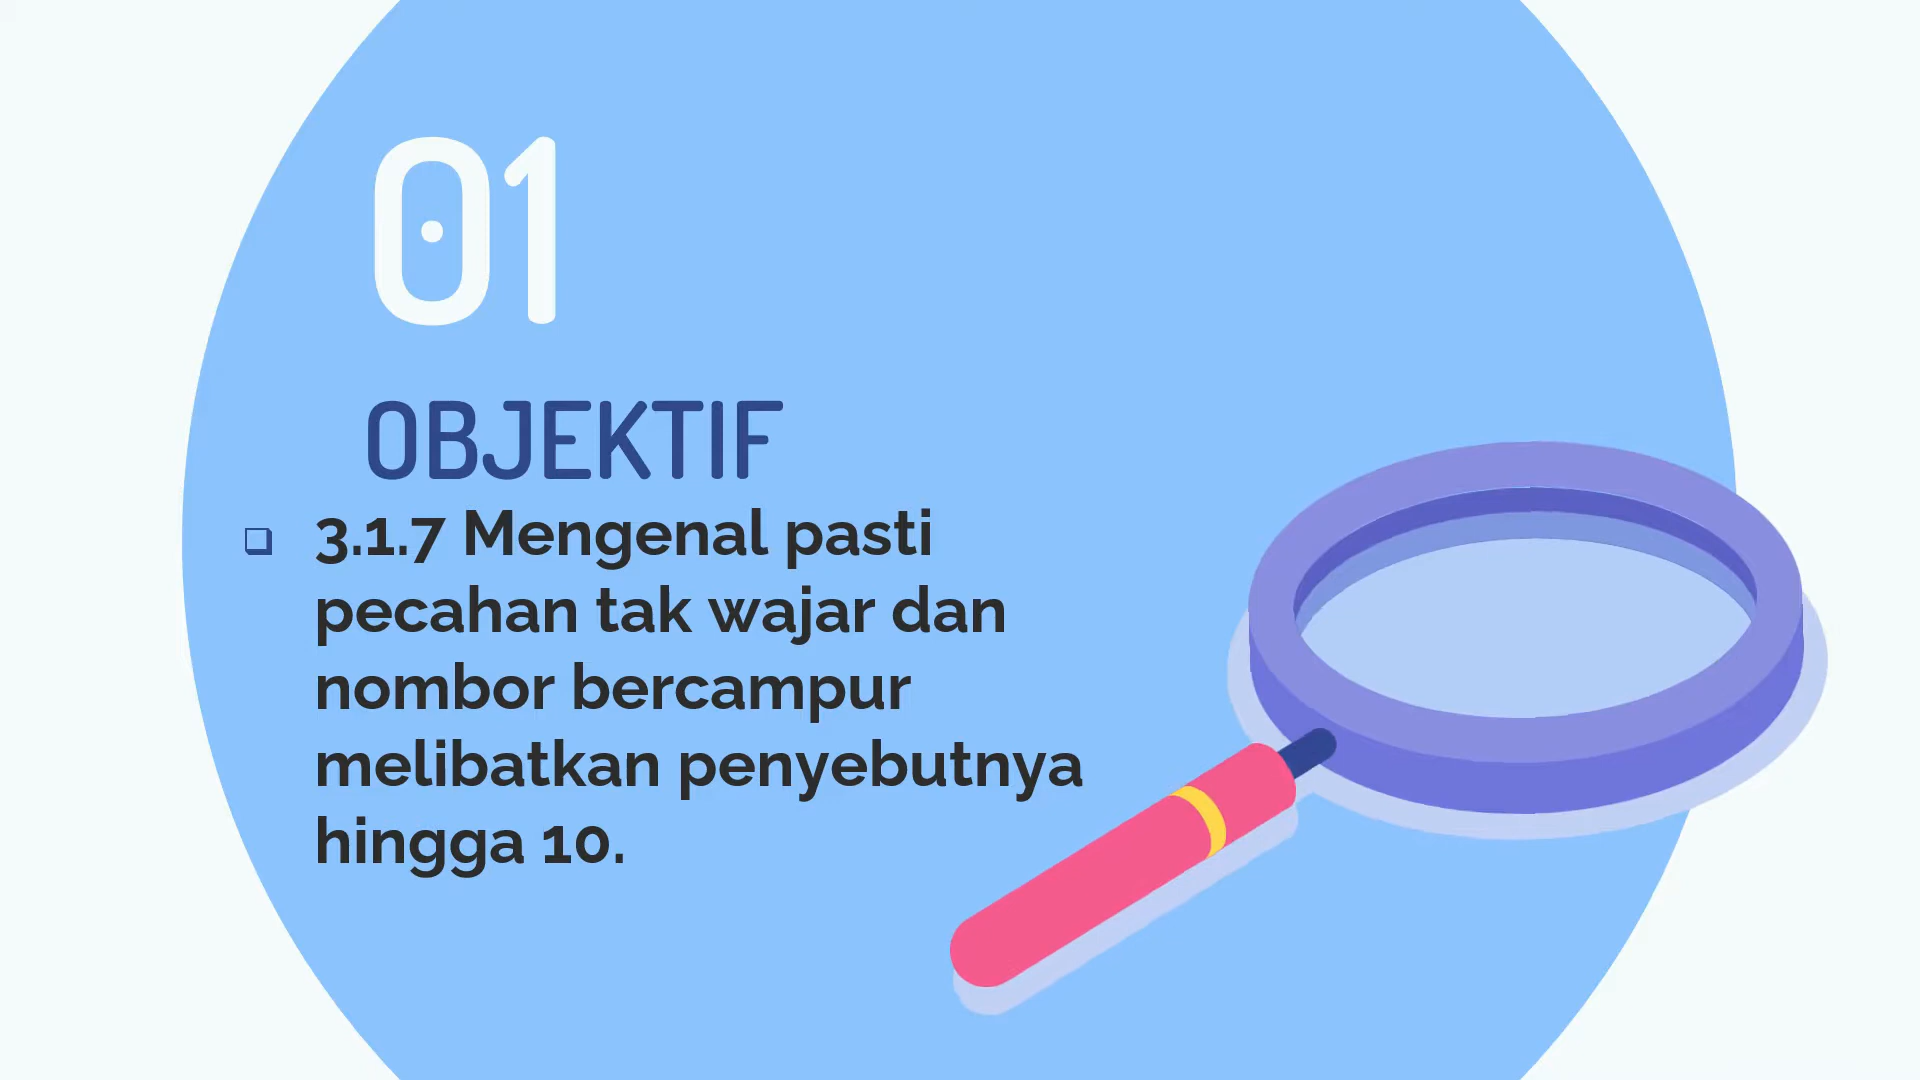 01
OBJEKTIF
3.1.7 Mengenal pasti
pecahan tak wajar dan
nombor bercampur
melibatkan penyebutnya
hingga 10.